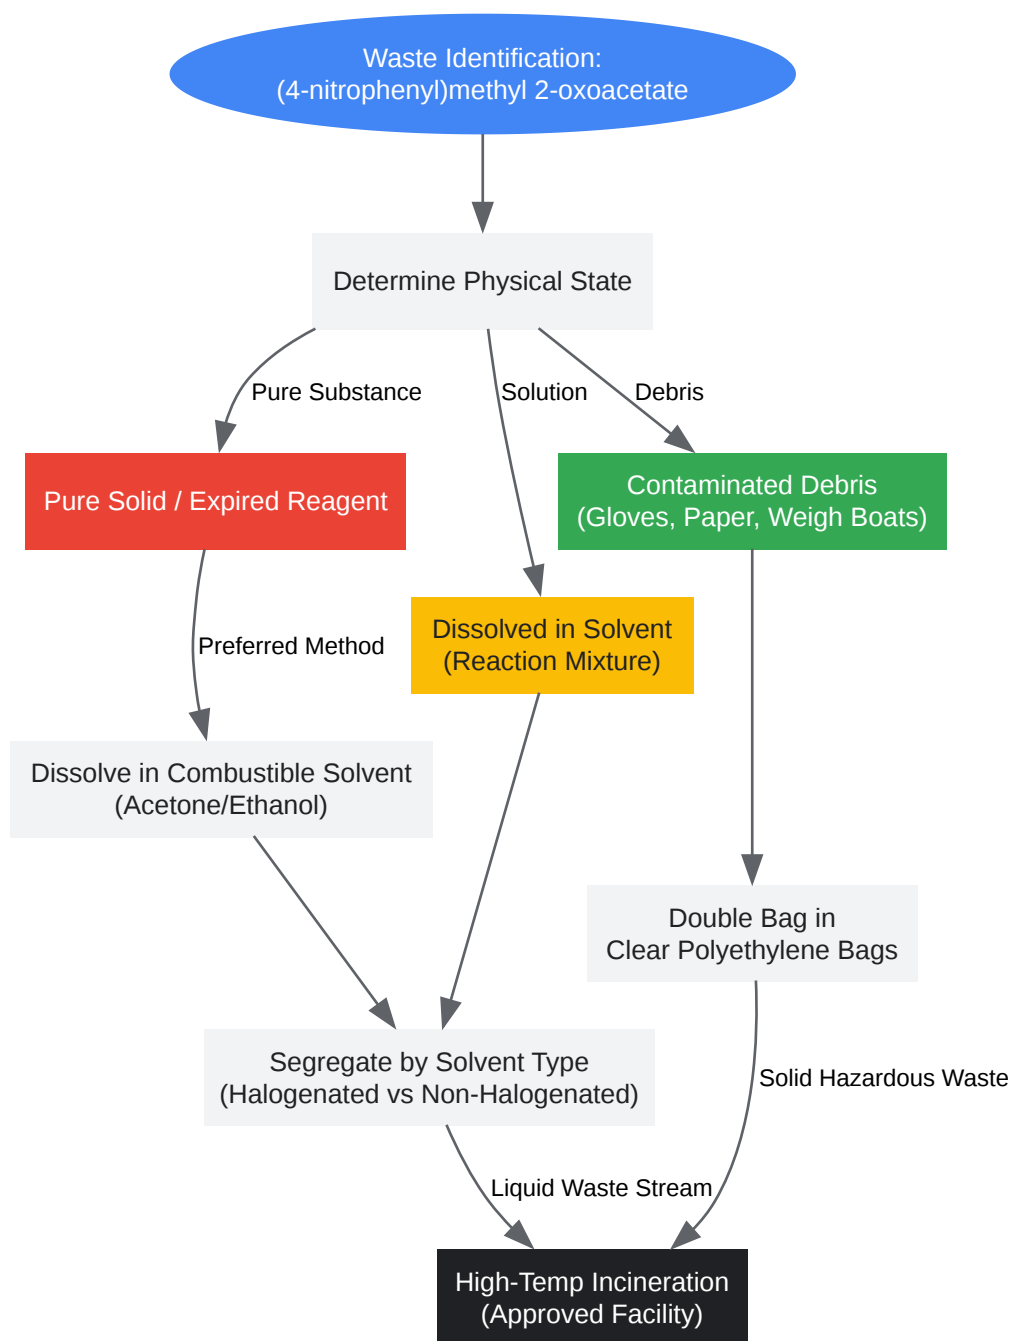 Waste Identification:
(4-nitrophenyl)methyl 2-oxoacetate
Determine Physical State
Pure Substance
Solution
Debris
Pure Solid / Expired Reagent
Contaminated Debris
(Gloves, Paper, Weigh Boats)
Dissolved in Solvent
(Reaction Mixture)
Preferred Method
Dissolve in Combustible Solvent
(Acetone/Ethanol)
Double Bag in
Clear Polyethylene Bags
Segregate by Solvent Type
(Halogenated vs Non-Halogenated)
Solid Hazardous Waste
Liquid Waste Stream
High-Temp Incineration
(Approved Facility)